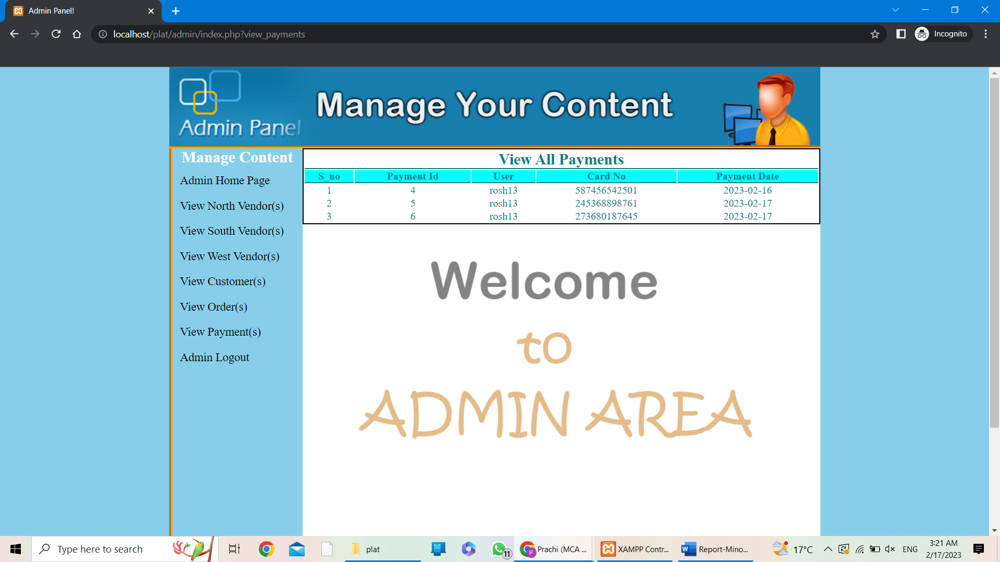 Admin Panel!
localhost/plat/admin/index.php?view_payments
Incognito
Admin Panel
Manage Your Content
Manage Content
Admin Home Page
View North Vendor(s)
View South Vendor(s)
View West Vendor(s)
View Customer(s)
View Order(s)
View Payment(s)
Admin Logout
View All Payments
S_no Payment Id User Card No Payment Date
1 4 rosh13 587456542501 2023-02-16
2 5 rosh13 245368898761 2023-02-17
3 6 rosh13 273680187645 2023-02-17
Welcome
to
ADMIN AREA
Type here to search
plat
11
P
Prachi (MCA ...
XAMPP Contr...
W
Report-Mino...
17°C
ENG
3:21 AM
2/17/2023